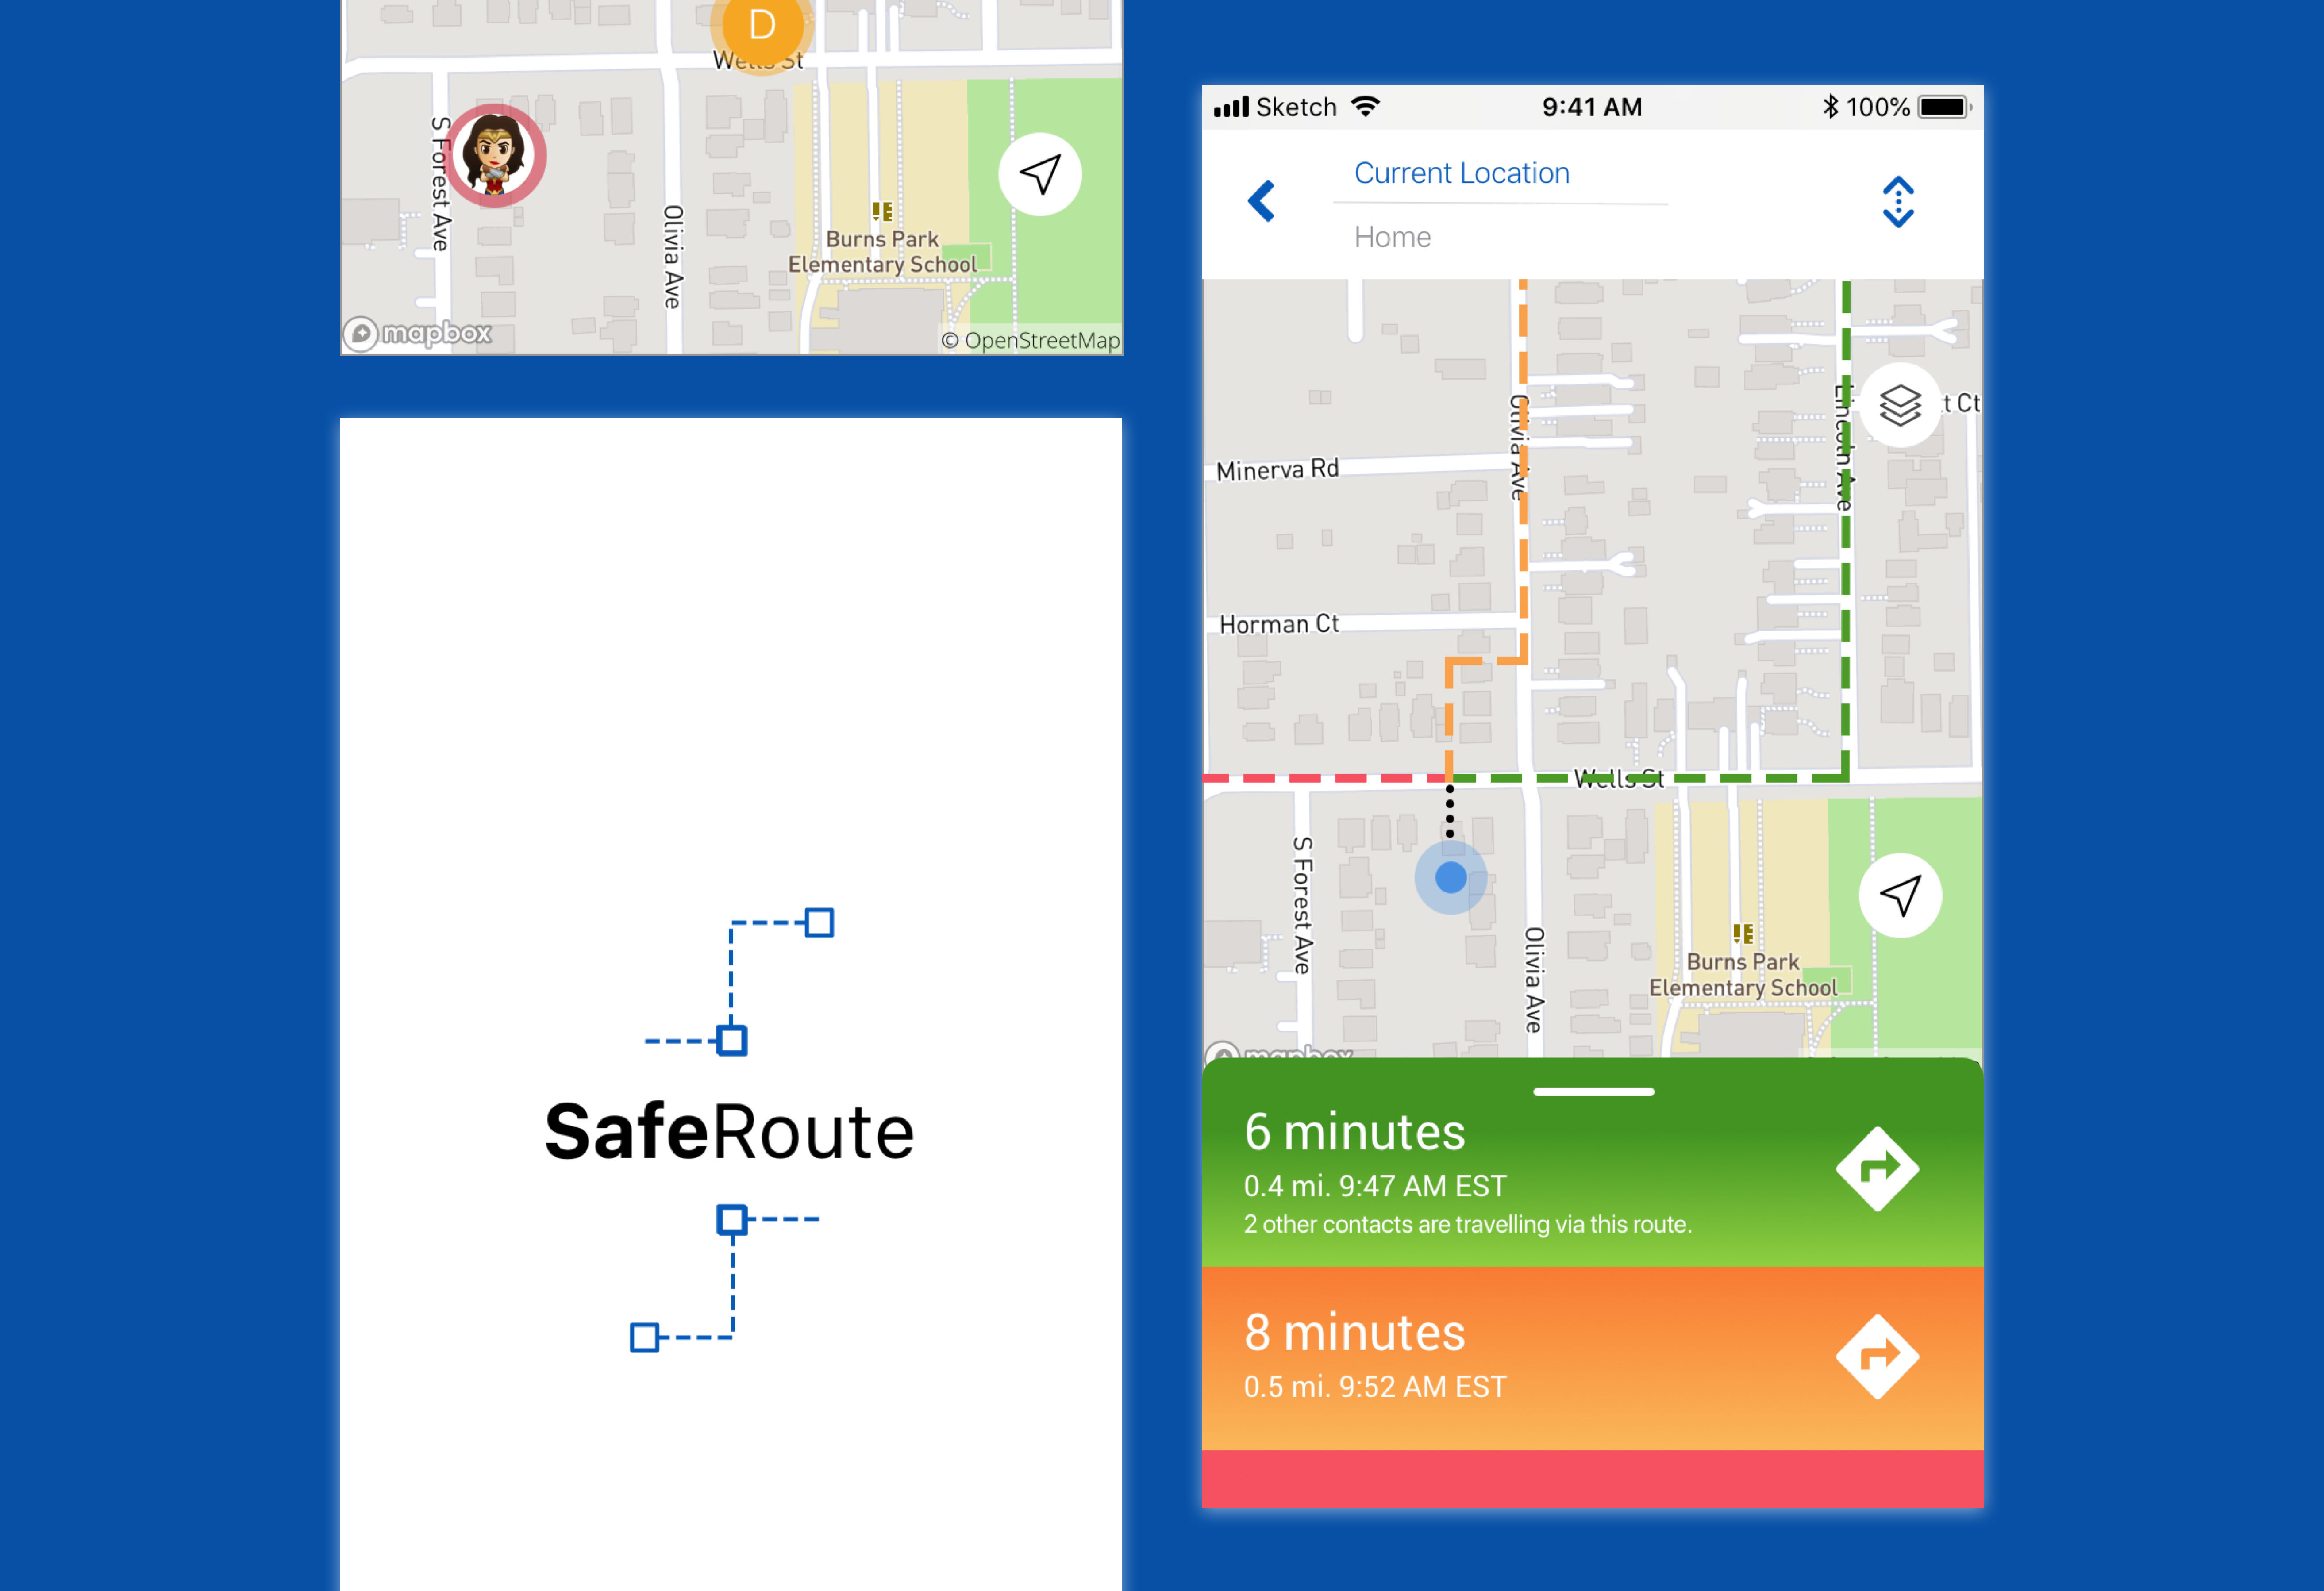 D
Wells St
S Forest Ave
Olivia Ave
Burns Park
Elementary School
mapbox
© OpenStreetMap
SafeRoute
Sketch
9:41 AM
100%
Current Location
Home
Olivia Ave
Lincoln Ave
t Ct
Minerva Rd
Horman Ct
Wells St
S Forest Ave
Olivia Ave
Burns Park
Elementary School
mapbox
6 minutes
0.4 mi. 9:47 AM EST
2 other contacts are travelling via this route.
8 minutes
0.5 mi. 9:52 AM EST